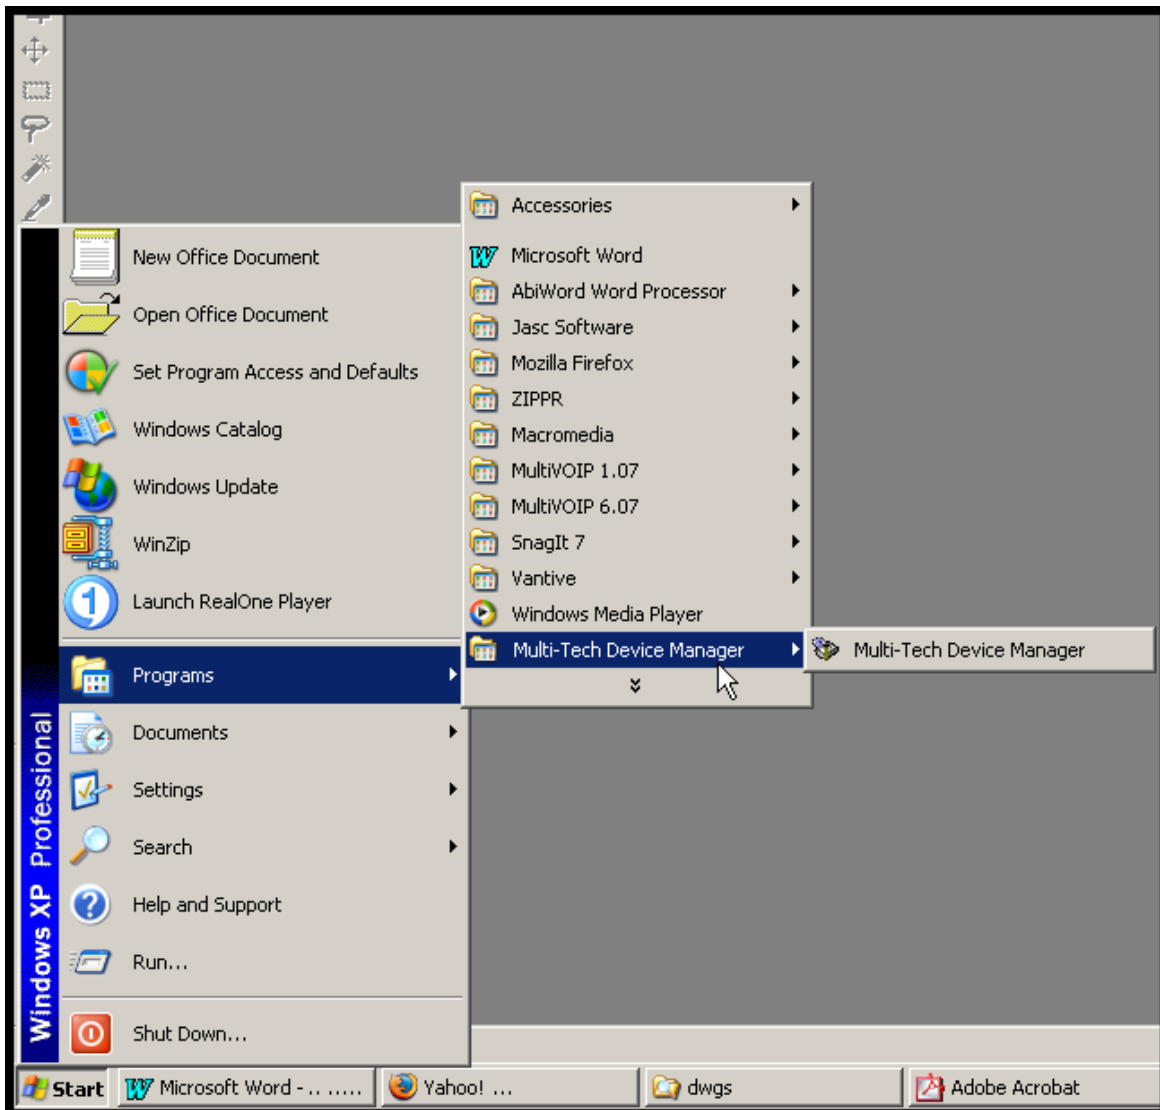 New Office Document
Open Office Document
Set Program Access and Defaults
Windows Catalog
Windows Update
WinZip
Launch RealOne Player
Programs
Documents
Settings
Search
Help and Support
Run...
Shut Down...
Windows XP Professional
Accessories
Microsoft Word
AbiWord Word Processor
Jasc Software
Mozilla Firefox
ZIPPR
Macromedia
MultiVOIP 1.07
MultiVOIP 6.07
SnagIt 7
Vantive
Windows Media Player
Multi-Tech Device Manager
Multi-Tech Device Manager
Start
Microsoft Word - .. .....
Yahoo! ...
dwgs
Adobe Acrobat